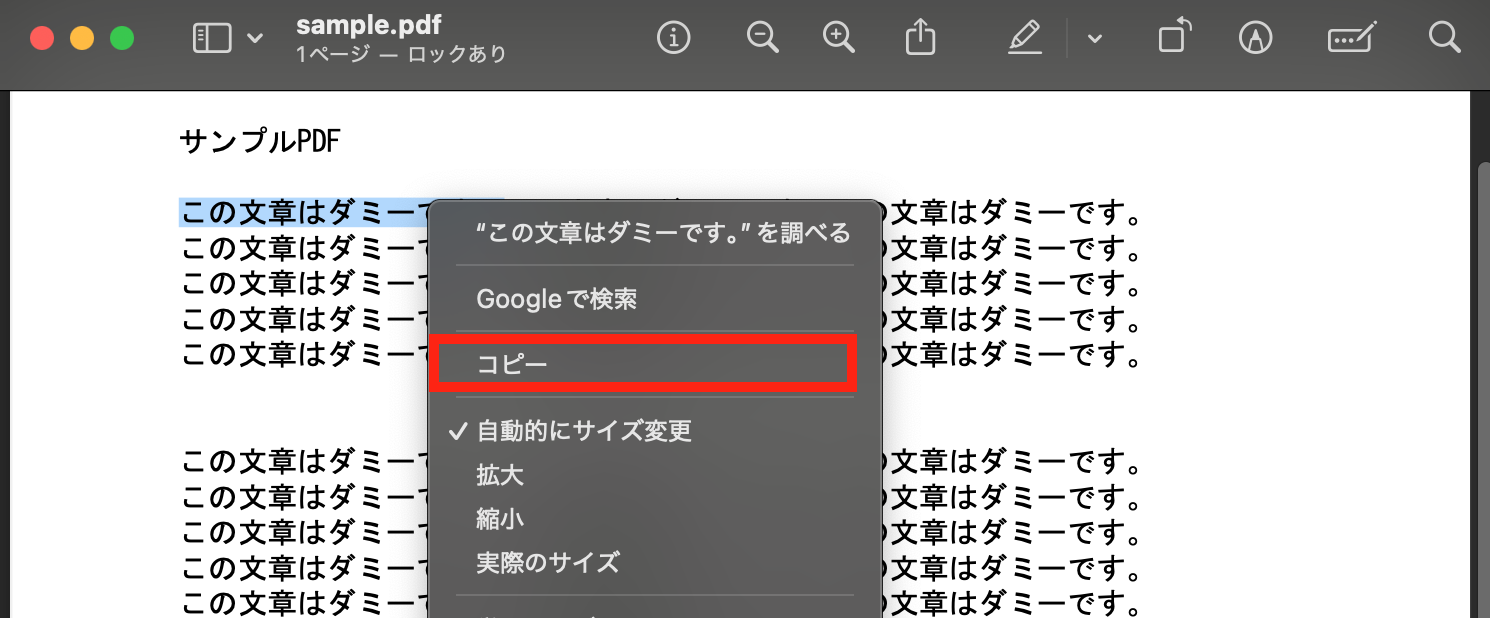 sample.pdf
1ページ — ロックあり
サンプルPDF
この文章はダミーで の文章はダミーです。
この文章はダミーで の文章はダミーです。
この文章はダミーで の文章はダミーです。
この文章はダミーで の文章はダミーです。
この文章はダミーで の文章はダミーです。
“この文章はダミーです。” を調べる
Googleで検索
コピー
✓ 自動的にサイズ変更
拡大
縮小
実際のサイズ
この文章はダミーで の文章はダミーです。
この文章はダミーで の文章はダミーです。
この文章はダミーで の文章はダミーです。
この文章はダミーで の文章はダミーです。
この文章はダミーで の文章はダミーです。